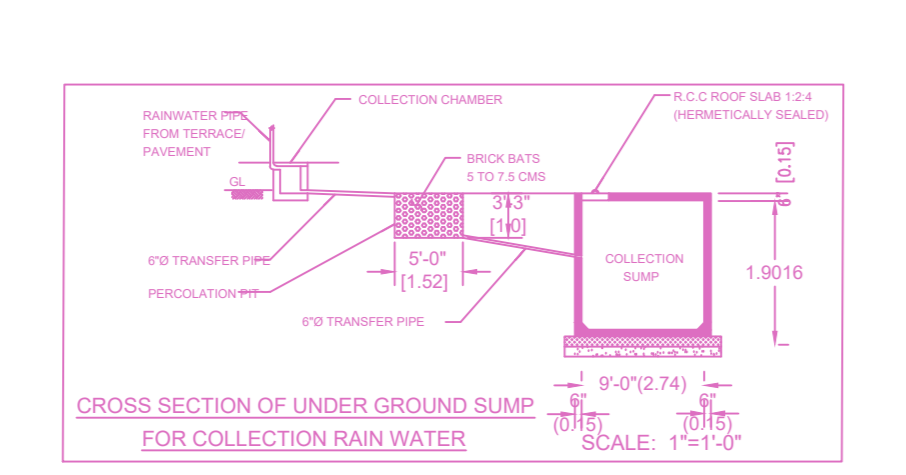 COLLECTION CHAMBER
R.C.C ROOF SLAB 1:2:4
(HERMETICALLY SEALED)
RAINWATER PIPE
FROM TERRACE/
PAVEMENT
BRICK BATS
5 TO 7.5 CMS
6" [0.15]
GL
3'-3"
[1.0]
5'-0"
[1.52]
6"Ø TRANSFER PIPE
COLLECTION
SUMP
1.9016
PERCOLATION PIT
6"Ø TRANSFER PIPE
9'-0"(2.74)
6"
(0.15)
6"
(0.15)
CROSS SECTION OF UNDER GROUND SUMP
FOR COLLECTION RAIN WATER
SCALE: 1"=1'-0"